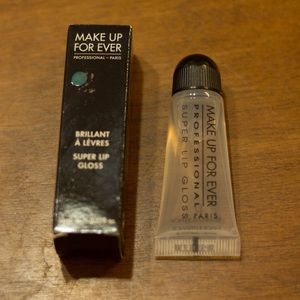 MAKE UP
FOR EVER
PROFESSIONAL - PARIS
BRILLANT
À LÈVRES
SUPER LIP
GLOSS
MAKE UP FOR EVER
PROFESSIONAL
SUPER LIP GLOSS
PARIS